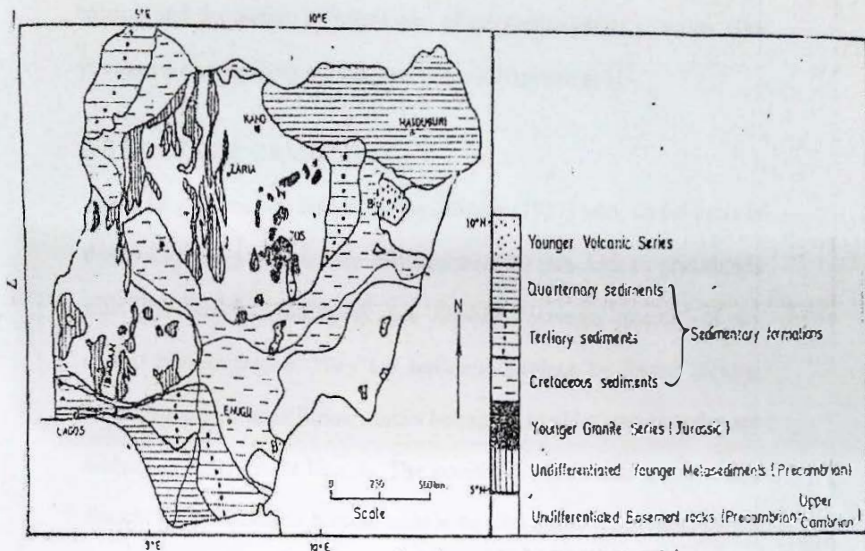 5°E 10°E
KANO
MAIDUGURI
ZARIA
B
JOS
10°N
Younger Volcanic Series
Quarternary sediments
Tertiary sediments
Sedimentary formations
Cretaceous sediments
Younger Granite Series (Jurassic)
Undifferentiated Younger Metasediments (Precambrian)
Undifferentiated Basement rocks (Precambrian - Upper Cambrian)
N
IBADAN
ENUGU
LAGOS
B
5°N
0 250 500km
Scale
5°E 10°E